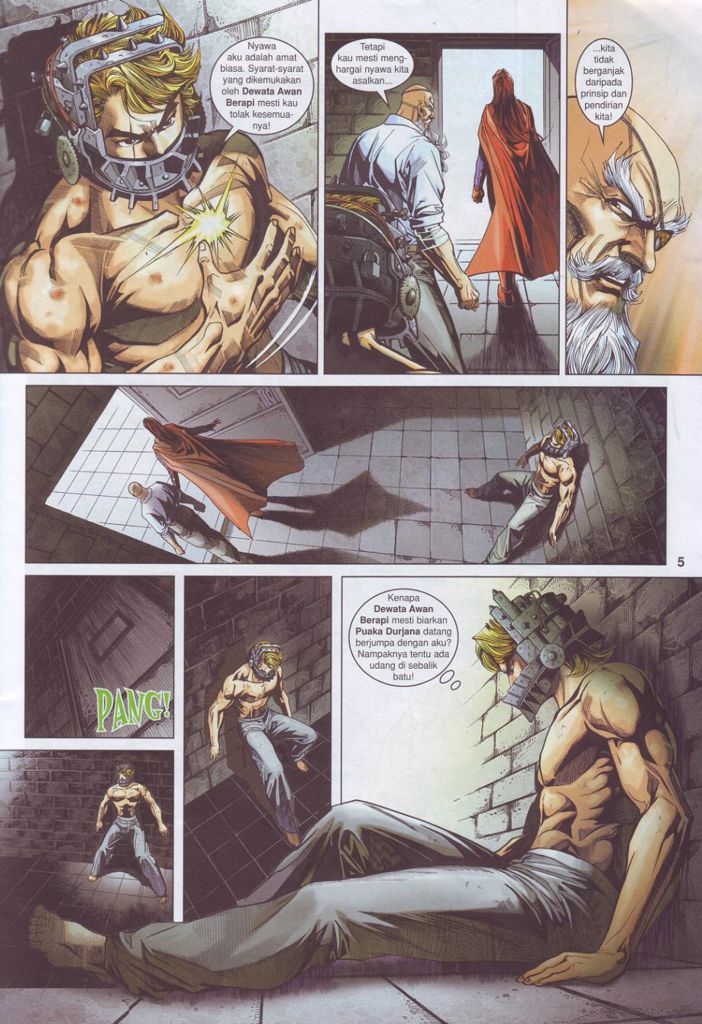 Nyawa
aku adalah amat
biasa. Syarat-syarat
yang dikemukakan
oleh Dewata Awan
Berapi mesti kau
tolak kesemua-
nya!
Tetapi
kau mesti meng-
hargai nyawa kita
asalkan...
...kita
tidak
berganjak
daripada
prinsip dan
pendirian
kita!
5
PANG!
Kenapa
Dewata Awan
Berapi mesti biarkan
Puaka Durjana datang
berjumpa dengan aku?
Nampaknya tentu ada
udang di sebalik
batu!